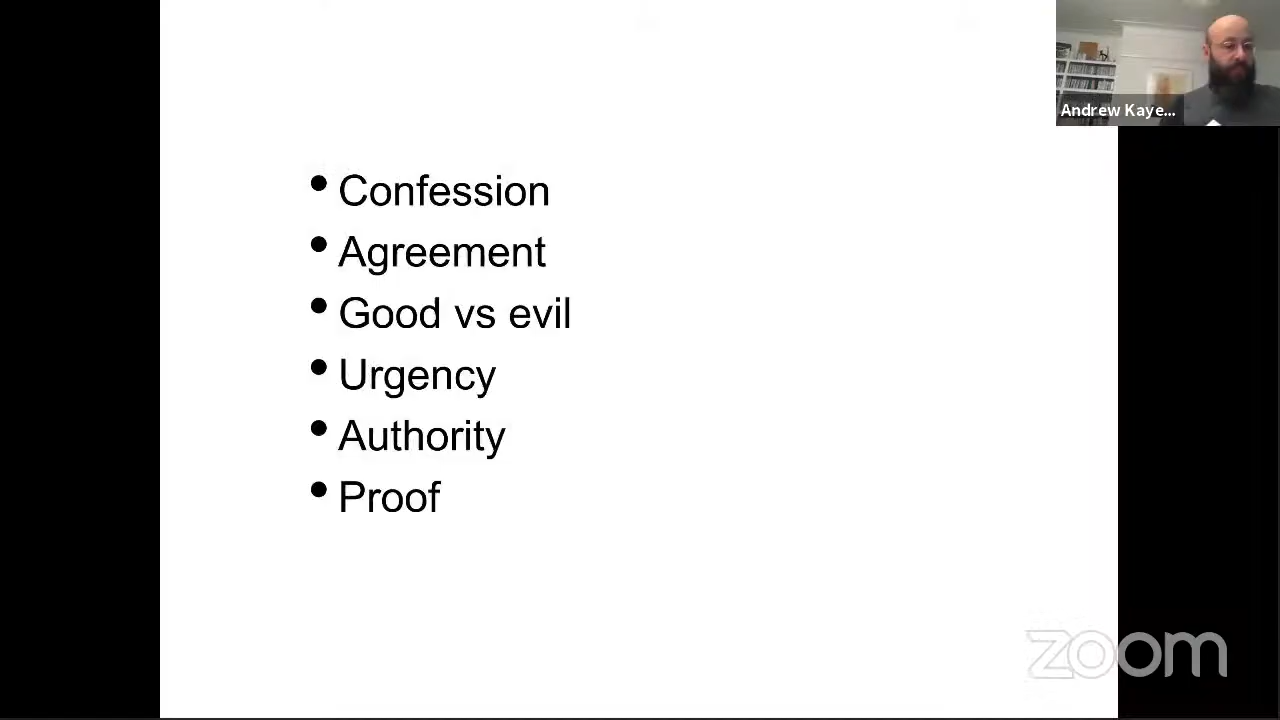 Andrew Kaye...
• Confession
• Agreement
• Good vs evil
• Urgency
• Authority
• Proof
zoom